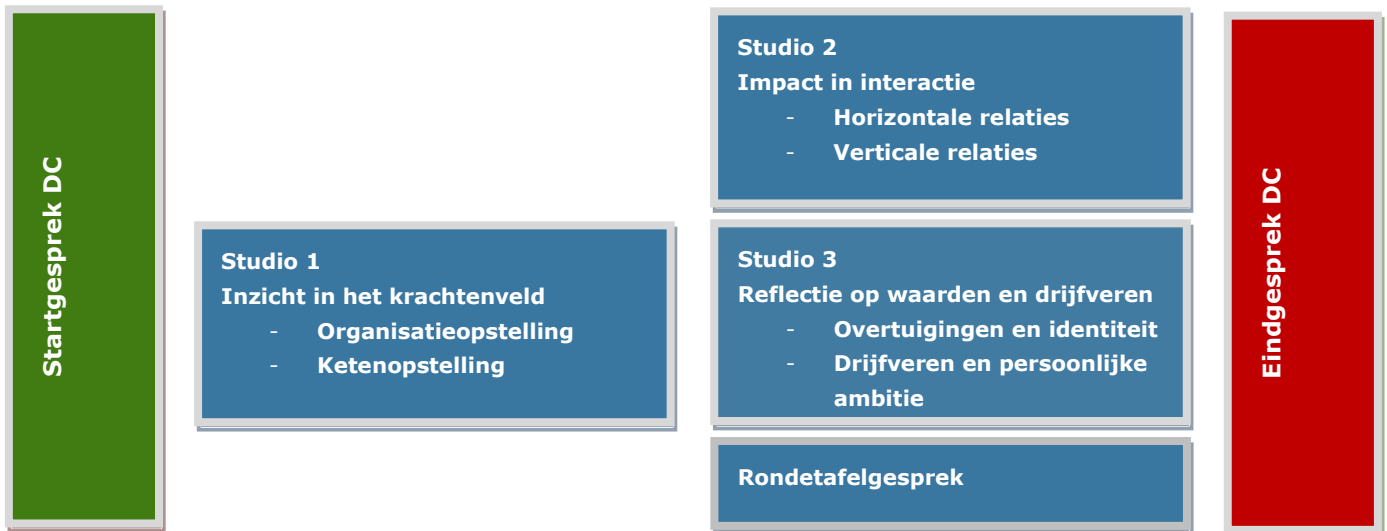 Startgesprek DC
Studio 1
Inzicht in het krachtenveld
- Organisatieopstelling
- Ketenopstelling
Studio 2
Impact in interactie
- Horizontale relaties
- Verticale relaties
Studio 3
Reflectie op waarden en drijfveren
- Overtuigingen en identiteit
- Drijfveren en persoonlijke
ambitie
Rondetafelgesprek
Eindgesprek DC